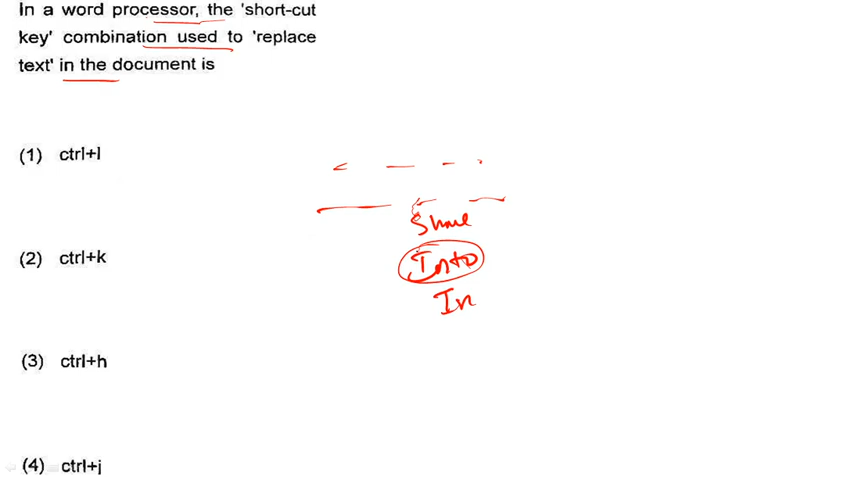 In a word processor, the 'short-cut
key' combination used to 'replace
text' in the document is
(1) ctrl+l
Into
In
(2) ctrl+k
(3) ctrl+h
(4) ctrl+j